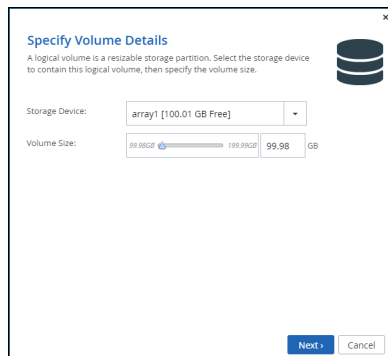 ×
Specify Volume Details
A logical volume is a resizable storage partition. Select the storage device
to contain this logical volume, then specify the volume size.
Storage Device: array1 [100.01 GB Free]
Volume Size: 99.98GB 199.99GB 99.98 GB
Next › Cancel